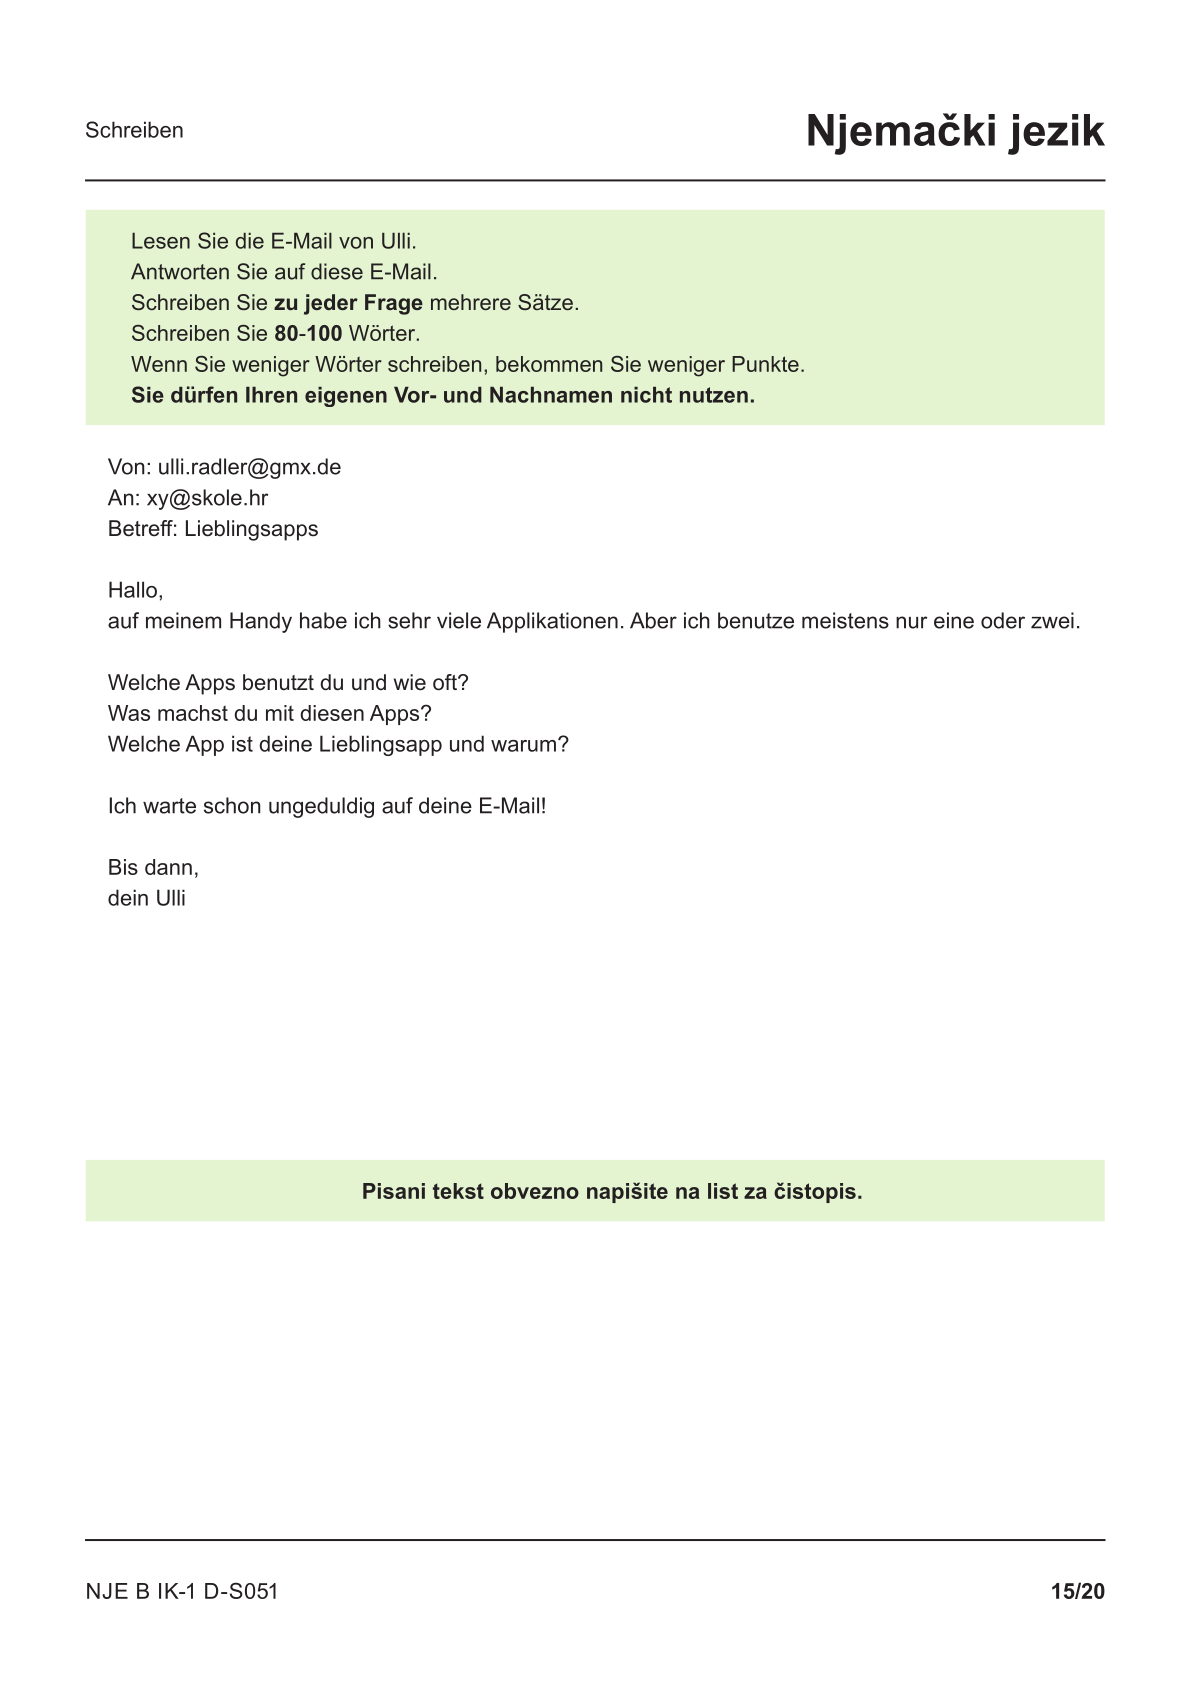 Schreiben
Njemački jezik
Lesen Sie die E-Mail von Ulli.
Antworten Sie auf diese E-Mail.
Schreiben Sie zu jeder Frage mehrere Sätze.
Schreiben Sie 80-100 Wörter.
Wenn Sie weniger Wörter schreiben, bekommen Sie weniger Punkte.
Sie dürfen Ihren eigenen Vor- und Nachnamen nicht nutzen.
Von: ulli.radler@gmx.de
An: xy@skole.hr
Betreff: Lieblingsapps
Hallo,
auf meinem Handy habe ich sehr viele Applikationen. Aber ich benutze meistens nur eine oder zwei.
Welche Apps benutzt du und wie oft?
Was machst du mit diesen Apps?
Welche App ist deine Lieblingsapp und warum?
Ich warte schon ungeduldig auf deine E-Mail!
Bis dann,
dein Ulli
Pisani tekst obvezno napišite na list za čistopis.
NJE B IK-1 D-S051
15/20